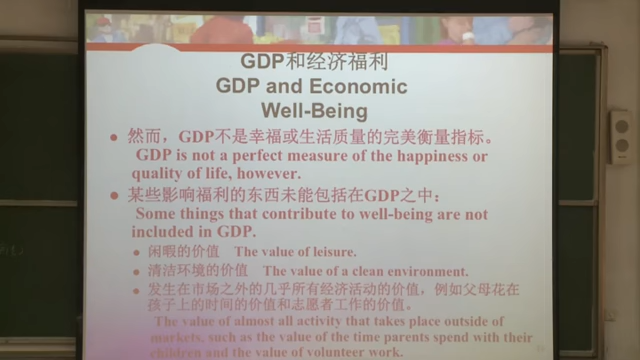 GDP和经济福利
GDP and Economic
Well-Being
然而，GDP不是幸福或生活质量的完美衡量指标。
GDP is not a perfect measure of the happiness or
quality of life, however.
某些影响福利的东西未能包括在GDP之中：
Some things that contribute to well-being are not
included in GDP.
闲暇的价值 The value of leisure.
清洁环境的价值 The value of a clean environment.
发生在市场之外的几乎所有经济活动的价值，例如父母花在
孩子上的时间的价值和志愿者工作的价值。
The value of almost all activity that takes place outside of
markets, such as the value of the time parents spend with their
children and the value of volunteer work.